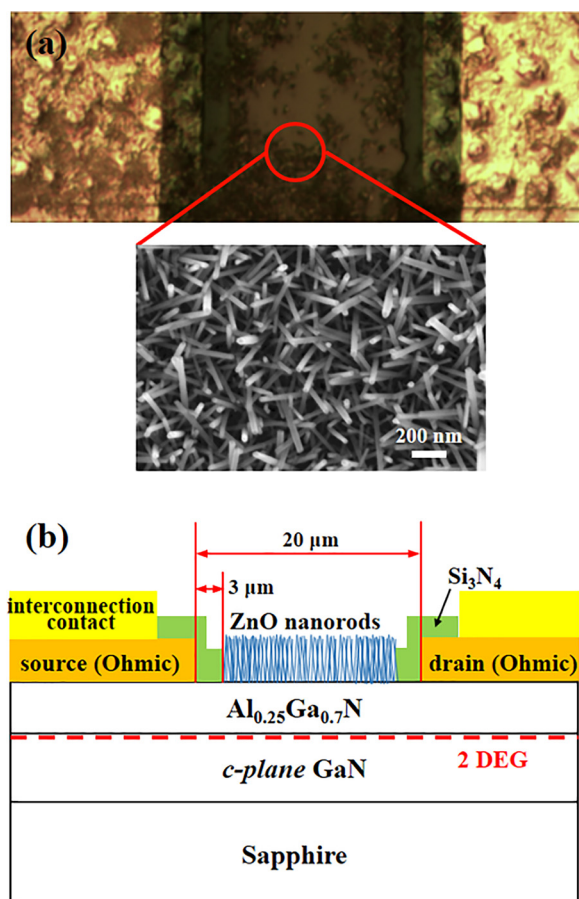 (a)
200 nm
(b)
20 μm
3 μm
Si₃N₄
interconnection
contact
ZnO nanorods
source (Ohmic)
drain (Ohmic)
Al₀.₂₅Ga₀.₇N
2 DEG
c-plane GaN
Sapphire